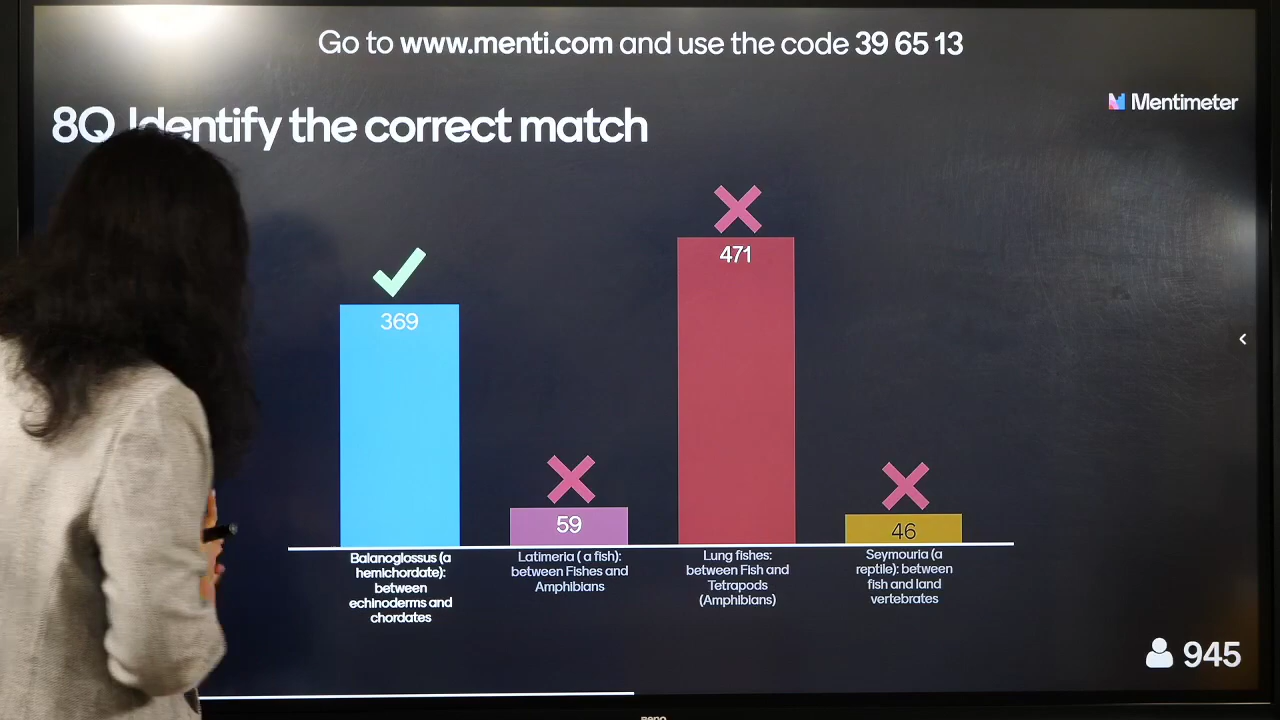 Go to www.menti.com and use the code 39 65 13
Mentimeter
8Q Identify the correct match
471
369
59
46
Balanoglossus (a
hemichordate):
between
echinoderms and
chordates
Latimeria ( a fish):
between Fishes and
Amphibians
Lung fishes:
between Fish and
Tetrapods
(Amphibians)
Seymouria (a
reptile): between
fish and land
vertebrates
945